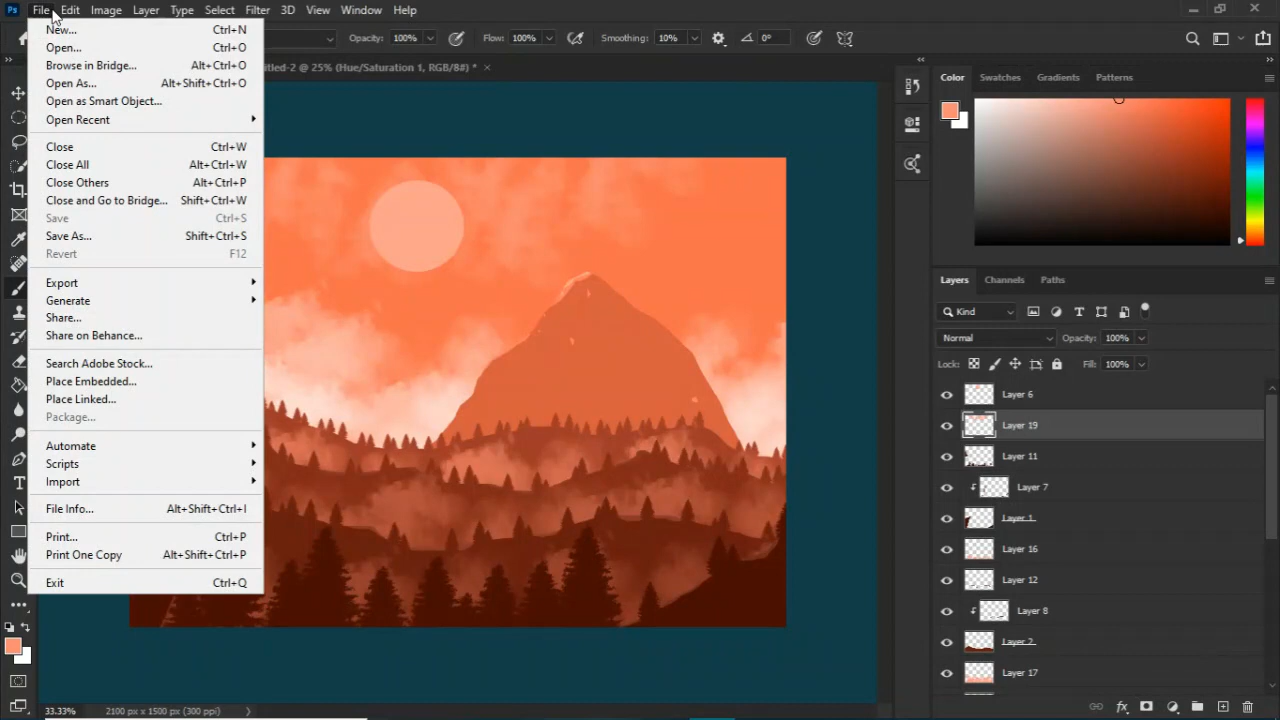 Ps File Edit Image Layer Type Select Filter 3D View Window Help
Opacity: 100% Flow: 100% Smoothing: 10% 0°
ntitled-2 @ 25% (Hue/Saturation 1, RGB/8#) * ×
New... Ctrl+N
Open... Ctrl+O
Browse in Bridge... Alt+Ctrl+O
Open As... Alt+Shift+Ctrl+O
Open as Smart Object...
Open Recent
Close Ctrl+W
Close All Alt+Ctrl+W
Close Others Alt+Ctrl+P
Close and Go to Bridge... Shift+Ctrl+W
Save Ctrl+S
Save As... Shift+Ctrl+S
Revert F12
Export
Generate
Share...
Share on Behance...
Search Adobe Stock...
Place Embedded...
Place Linked...
Package...
Automate
Scripts
Import
File Info... Alt+Shift+Ctrl+I
Print... Ctrl+P
Print One Copy Alt+Shift+Ctrl+P
Exit Ctrl+Q
33.33% 2100 px x 1500 px (300 ppi)
Color Swatches Gradients Patterns
Layers Channels Paths
Kind
Normal Opacity: 100%
Lock: Fill: 100%
Layer 6
Layer 19
Layer 11
Layer 7
Layer 1
Layer 16
Layer 12
Layer 8
Layer 2
Layer 17